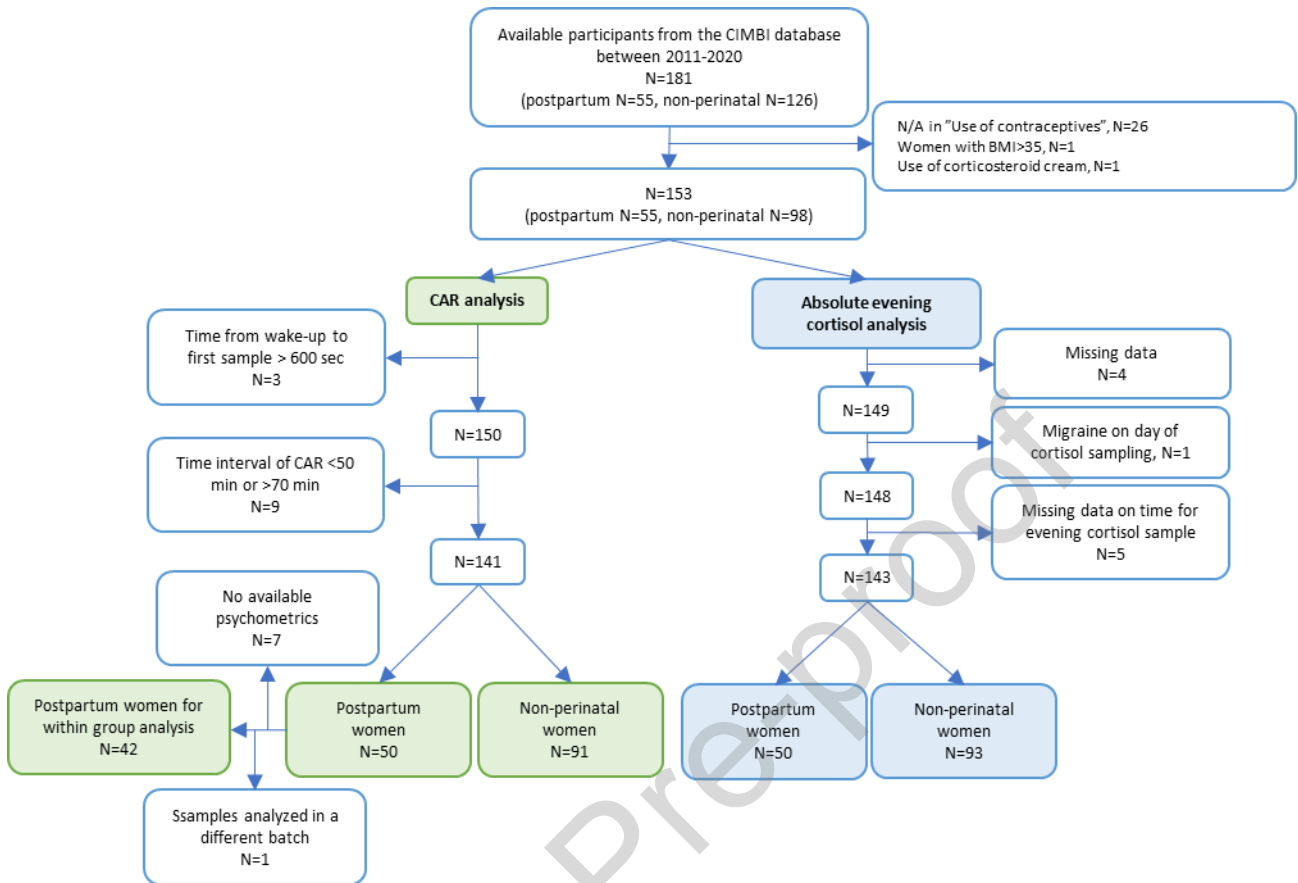 Available participants from the CIMBI database
between 2011-2020
N=181
(postpartum N=55, non-perinatal N=126)
N/A in ”Use of contraceptives”, N=26
Women with BMI>35, N=1
Use of corticosteroid cream, N=1
N=153
(postpartum N=55, non-perinatal N=98)
CAR analysis
Absolute evening
cortisol analysis
Time from wake-up to
first sample > 600 sec
N=3
Missing data
N=4
N=149
N=150
Migraine on day of
cortisol sampling, N=1
Time interval of CAR <50
min or >70 min
N=9
N=148
Missing data on time for
evening cortisol sample
N=5
N=141
N=143
No available
psychometrics
N=7
Postpartum women for
within group analysis
N=42
Postpartum
women
N=50
Non-perinatal
women
N=91
Postpartum
women
N=50
Non-perinatal
women
N=93
Ssamples analyzed in a
different batch
N=1
Pre-proof